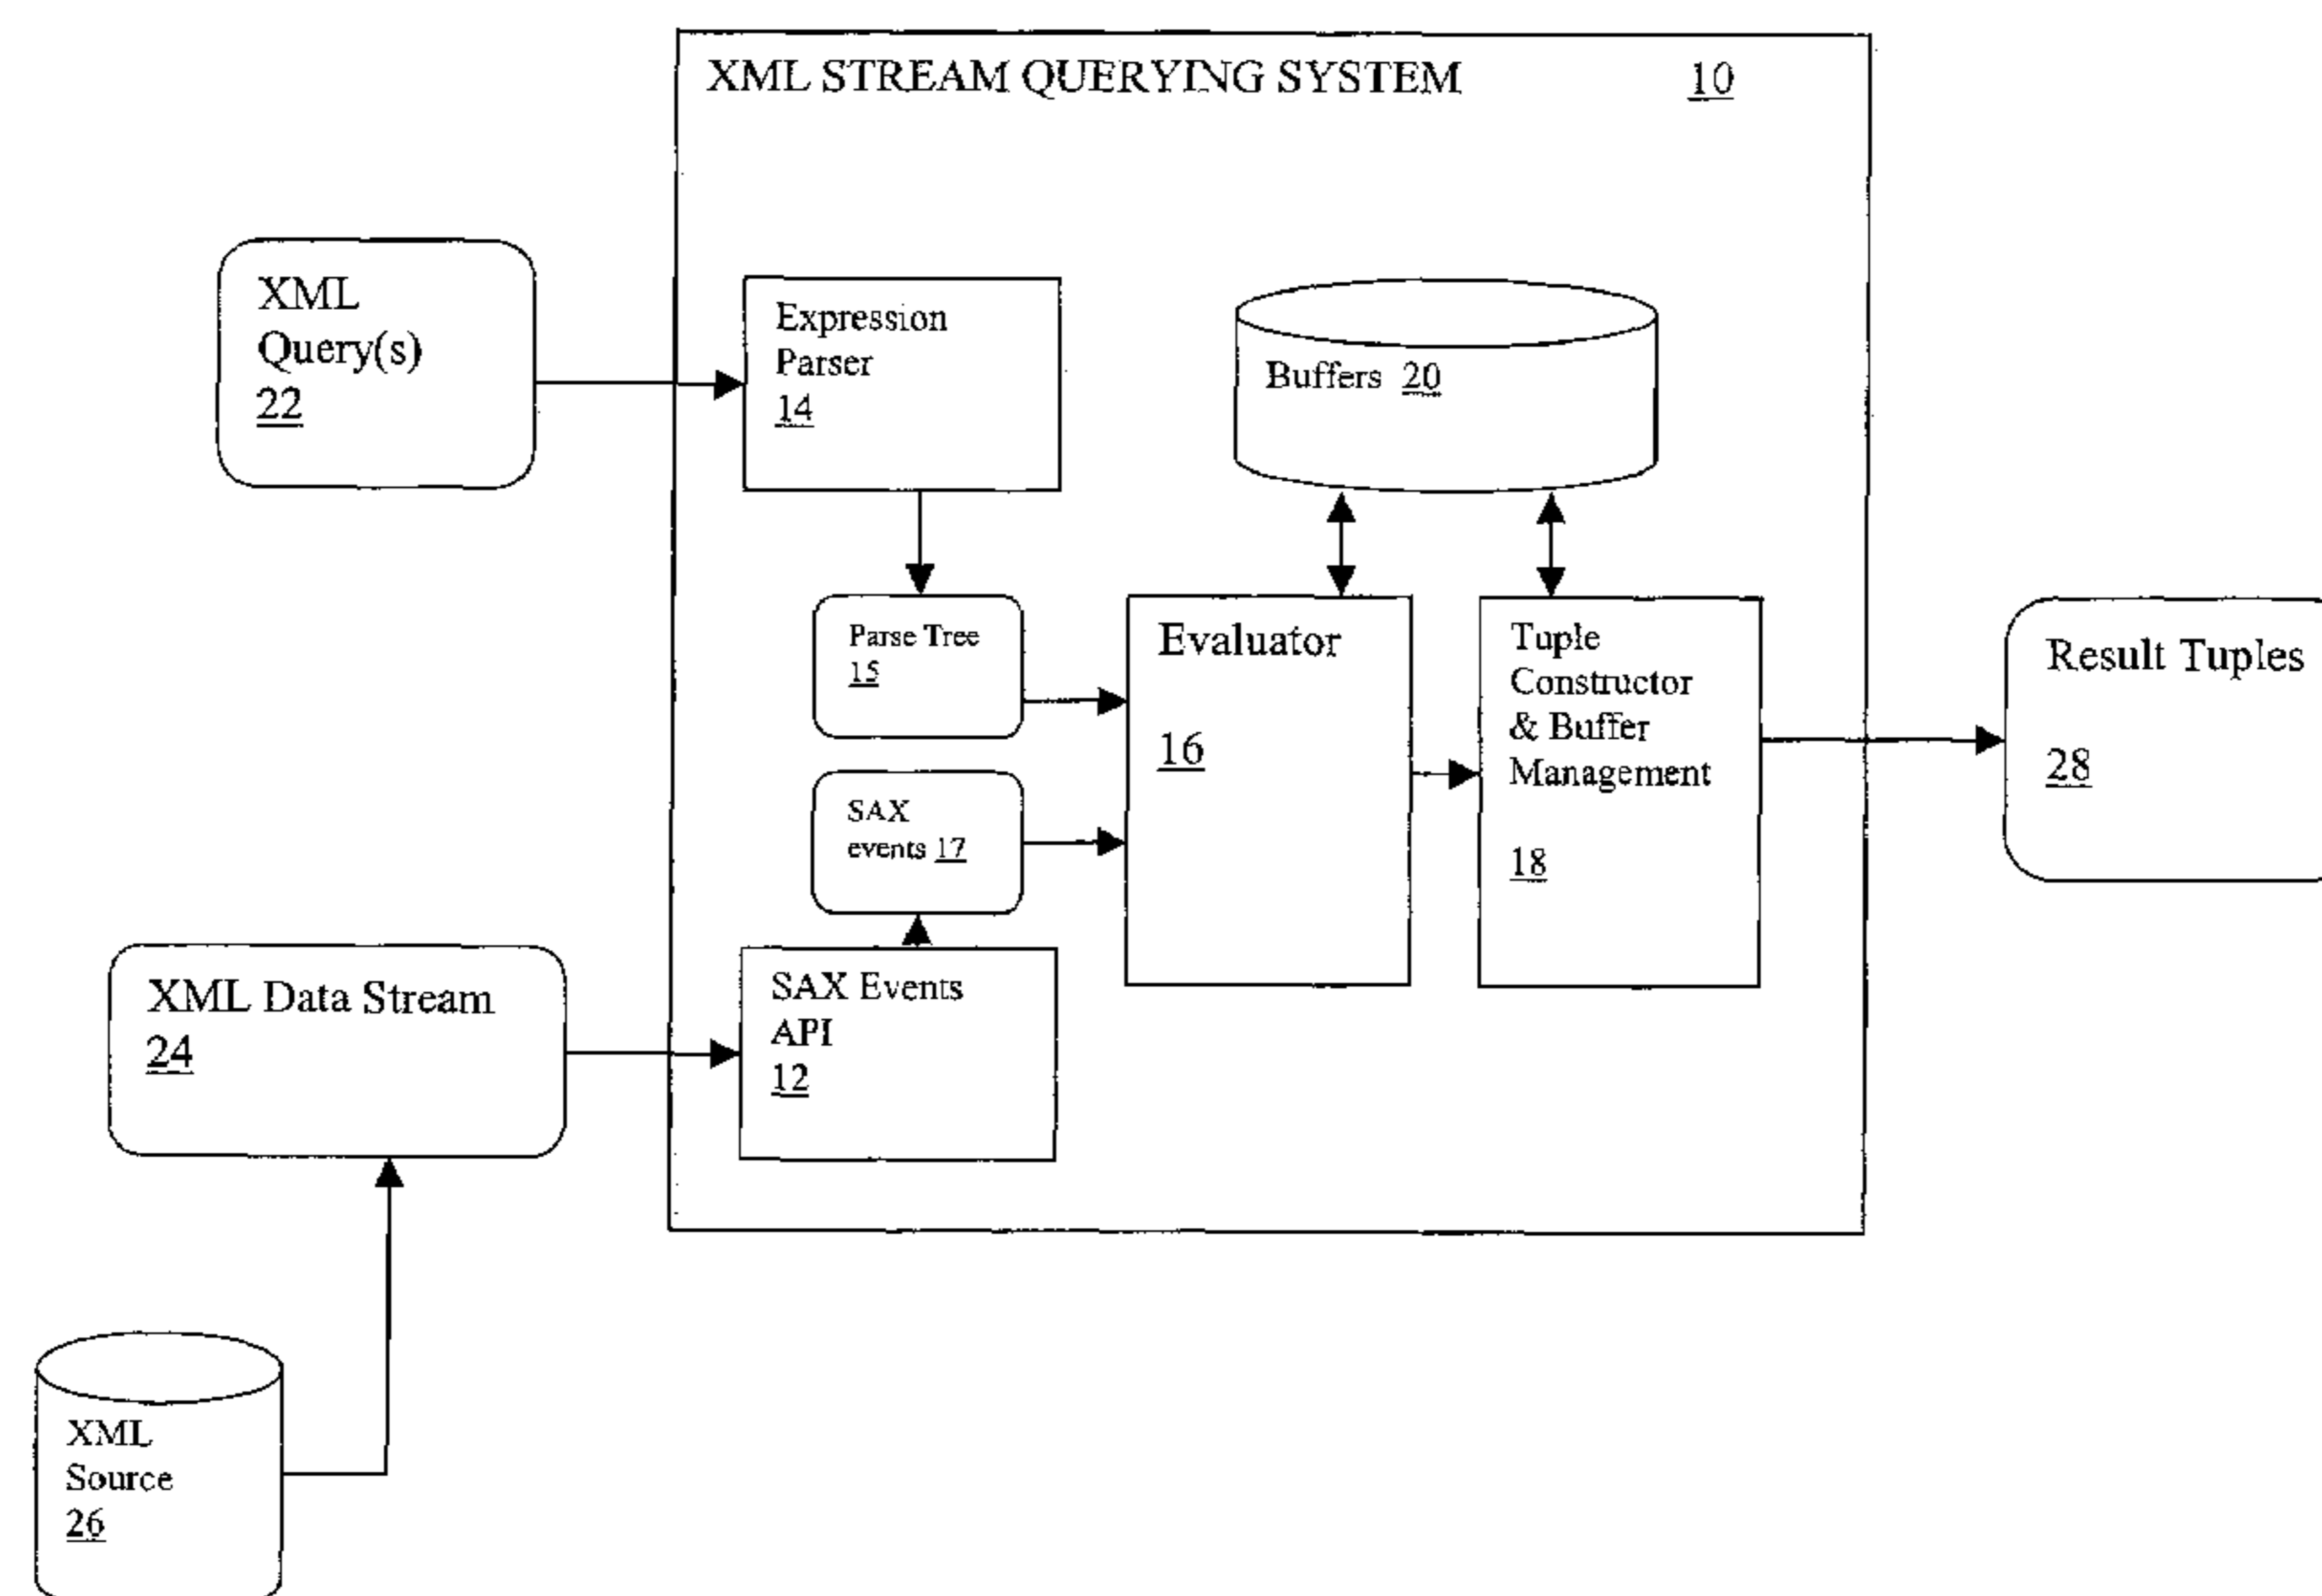 XML STREAM QUERYING SYSTEM 10
XML
Query(s)
22
Expression
Parser
14
Buffers 20
Parse Tree
15
Evaluator
16
Tuple
Constructor
& Buffer
Management
18
Result Tuples
28
SAX
events 17
XML Data Stream
24
SAX Events
API
12
XML
Source
26